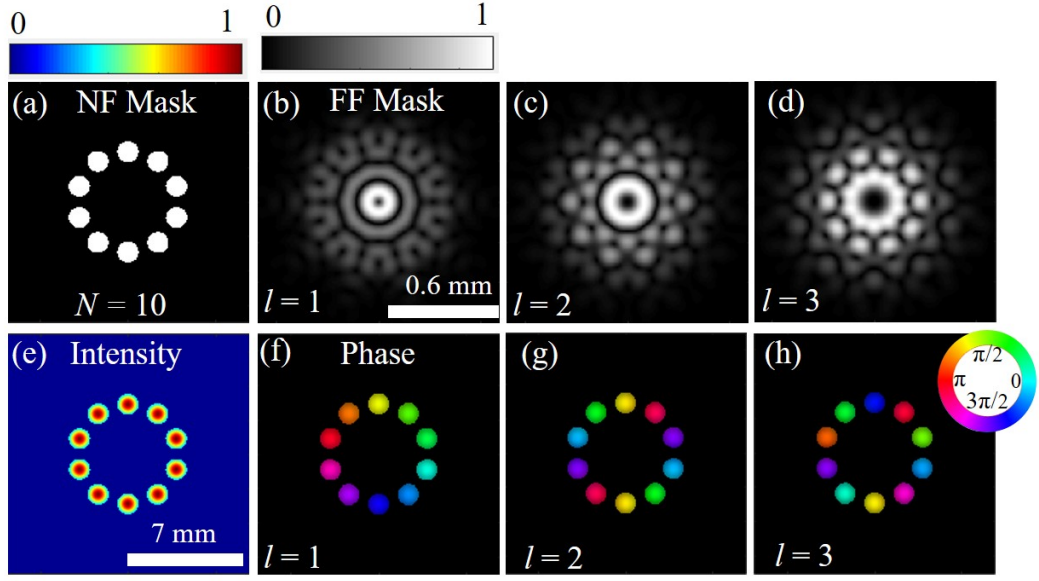 0 1
0 1
(a) NF Mask
N = 10
(b) FF Mask
l = 1
0.6 mm
(c)
l = 2
(d)
l = 3
(e) Intensity
7 mm
(f) Phase
l = 1
(g)
l = 2
(h)
l = 3
π/2
π 0
3π/2